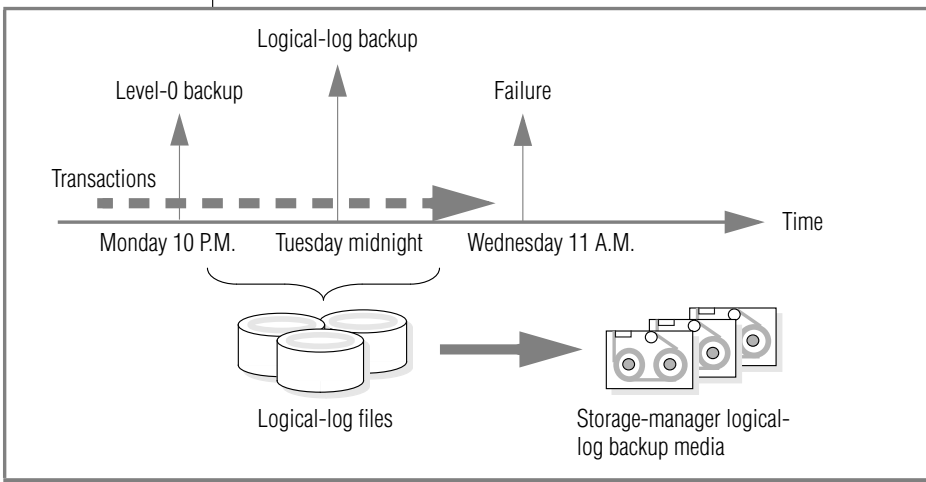 Logical-log backup
Level-0 backup
Failure
Transactions
Time
Monday 10 P.M.
Tuesday midnight
Wednesday 11 A.M.
Logical-log files
Storage-manager logical-
log backup media